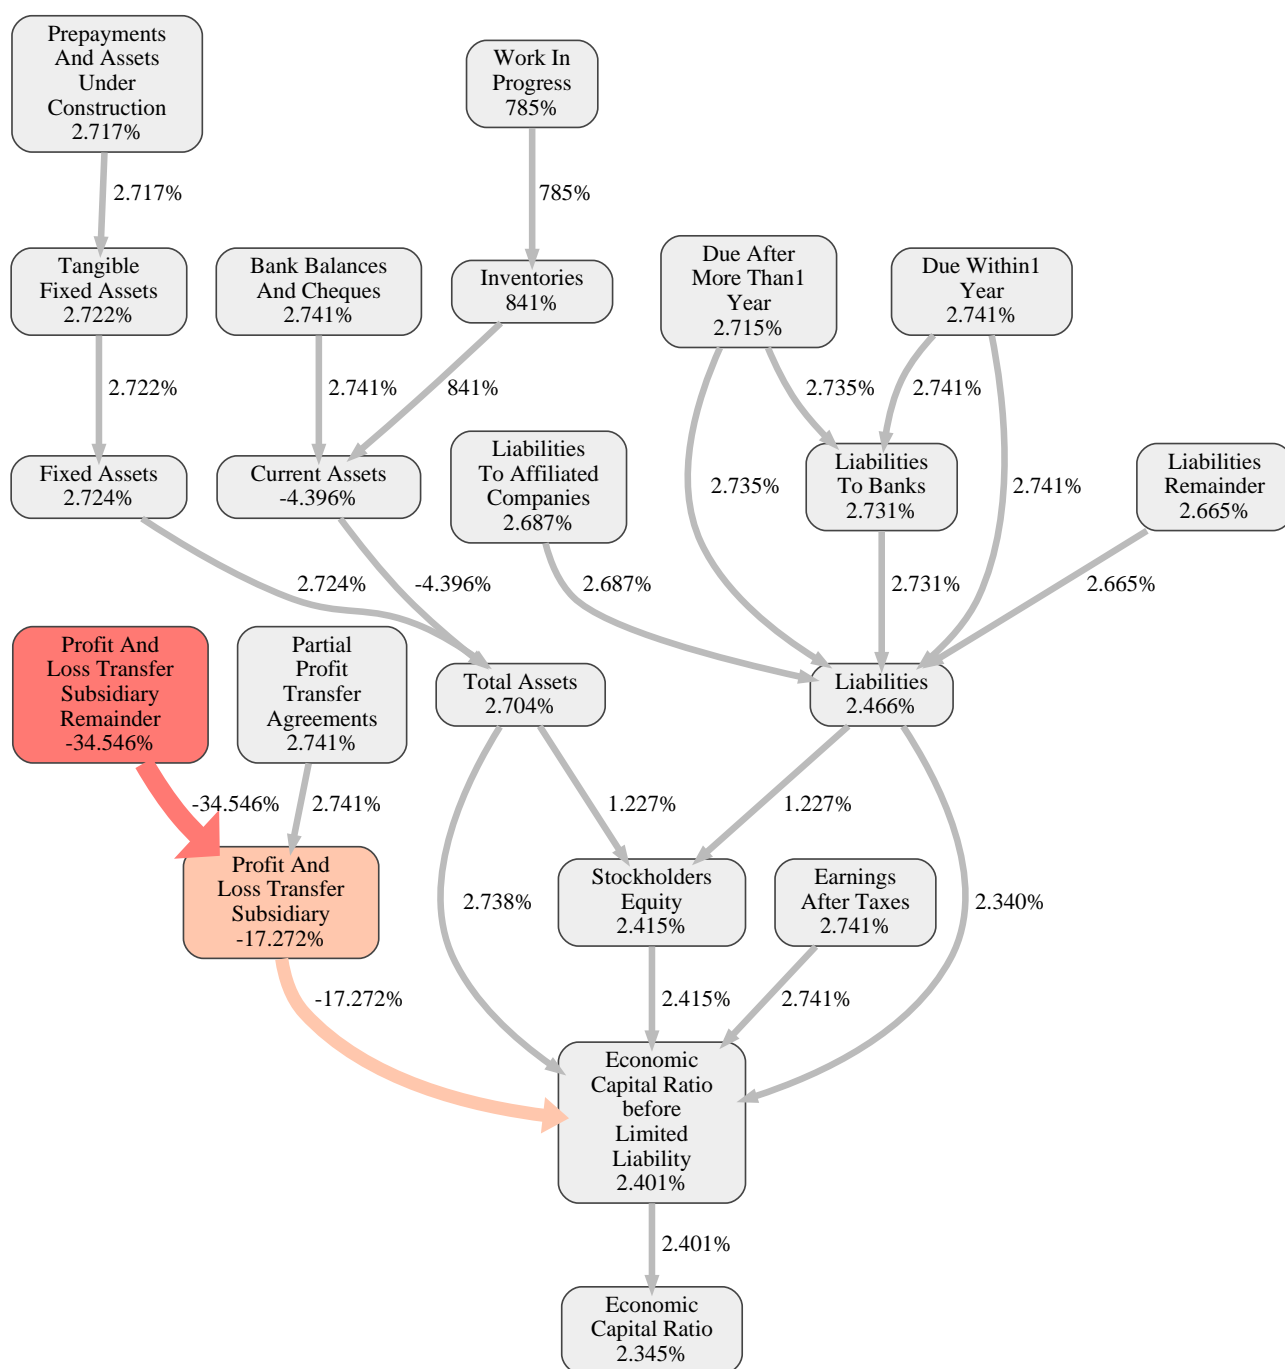 Prepayments
And Assets
Under
Construction
2.717%
Work In
Progress
785%
2.717%
785%
Tangible
Fixed Assets
2.722%
Bank Balances
And Cheques
2.741%
Inventories
841%
Due After
More Than1
Year
2.715%
Due Within1
Year
2.741%
2.722%
2.741%
841%
2.735%
2.741%
Fixed Assets
2.724%
Current Assets
-4.396%
Liabilities
To Affiliated
Companies
2.687%
2.735%
Liabilities
To Banks
2.731%
2.741%
Liabilities
Remainder
2.665%
2.724%
-4.396%
2.687%
2.731%
2.665%
Profit And
Loss Transfer
Subsidiary
Remainder
-34.546%
Partial
Profit
Transfer
Agreements
2.741%
Total Assets
2.704%
Liabilities
2.466%
-34.546%
2.741%
1.227%
1.227%
Profit And
Loss Transfer
Subsidiary
-17.272%
2.738%
Stockholders
Equity
2.415%
Earnings
After Taxes
2.741%
2.340%
-17.272%
2.415%
2.741%
Economic
Capital Ratio
before
Limited
Liability
2.401%
2.401%
Economic
Capital Ratio
2.345%